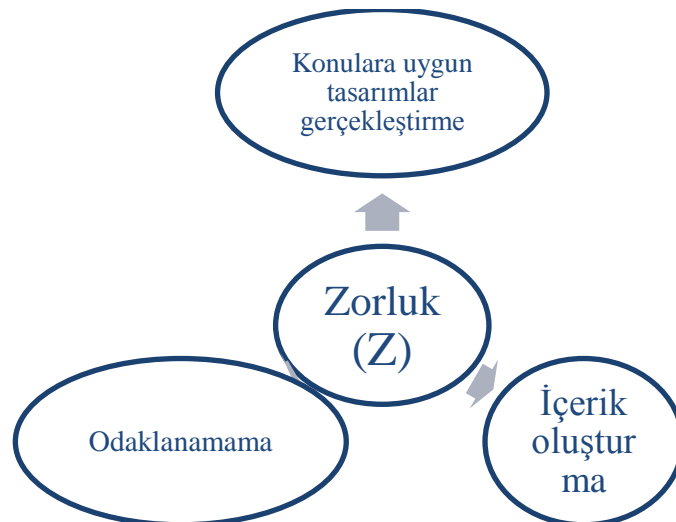 Konulara uygun
tasarımlar
gerçekleştirme
Zorluk
(Z)
Odaklanamama
İçerik
oluştur
ma